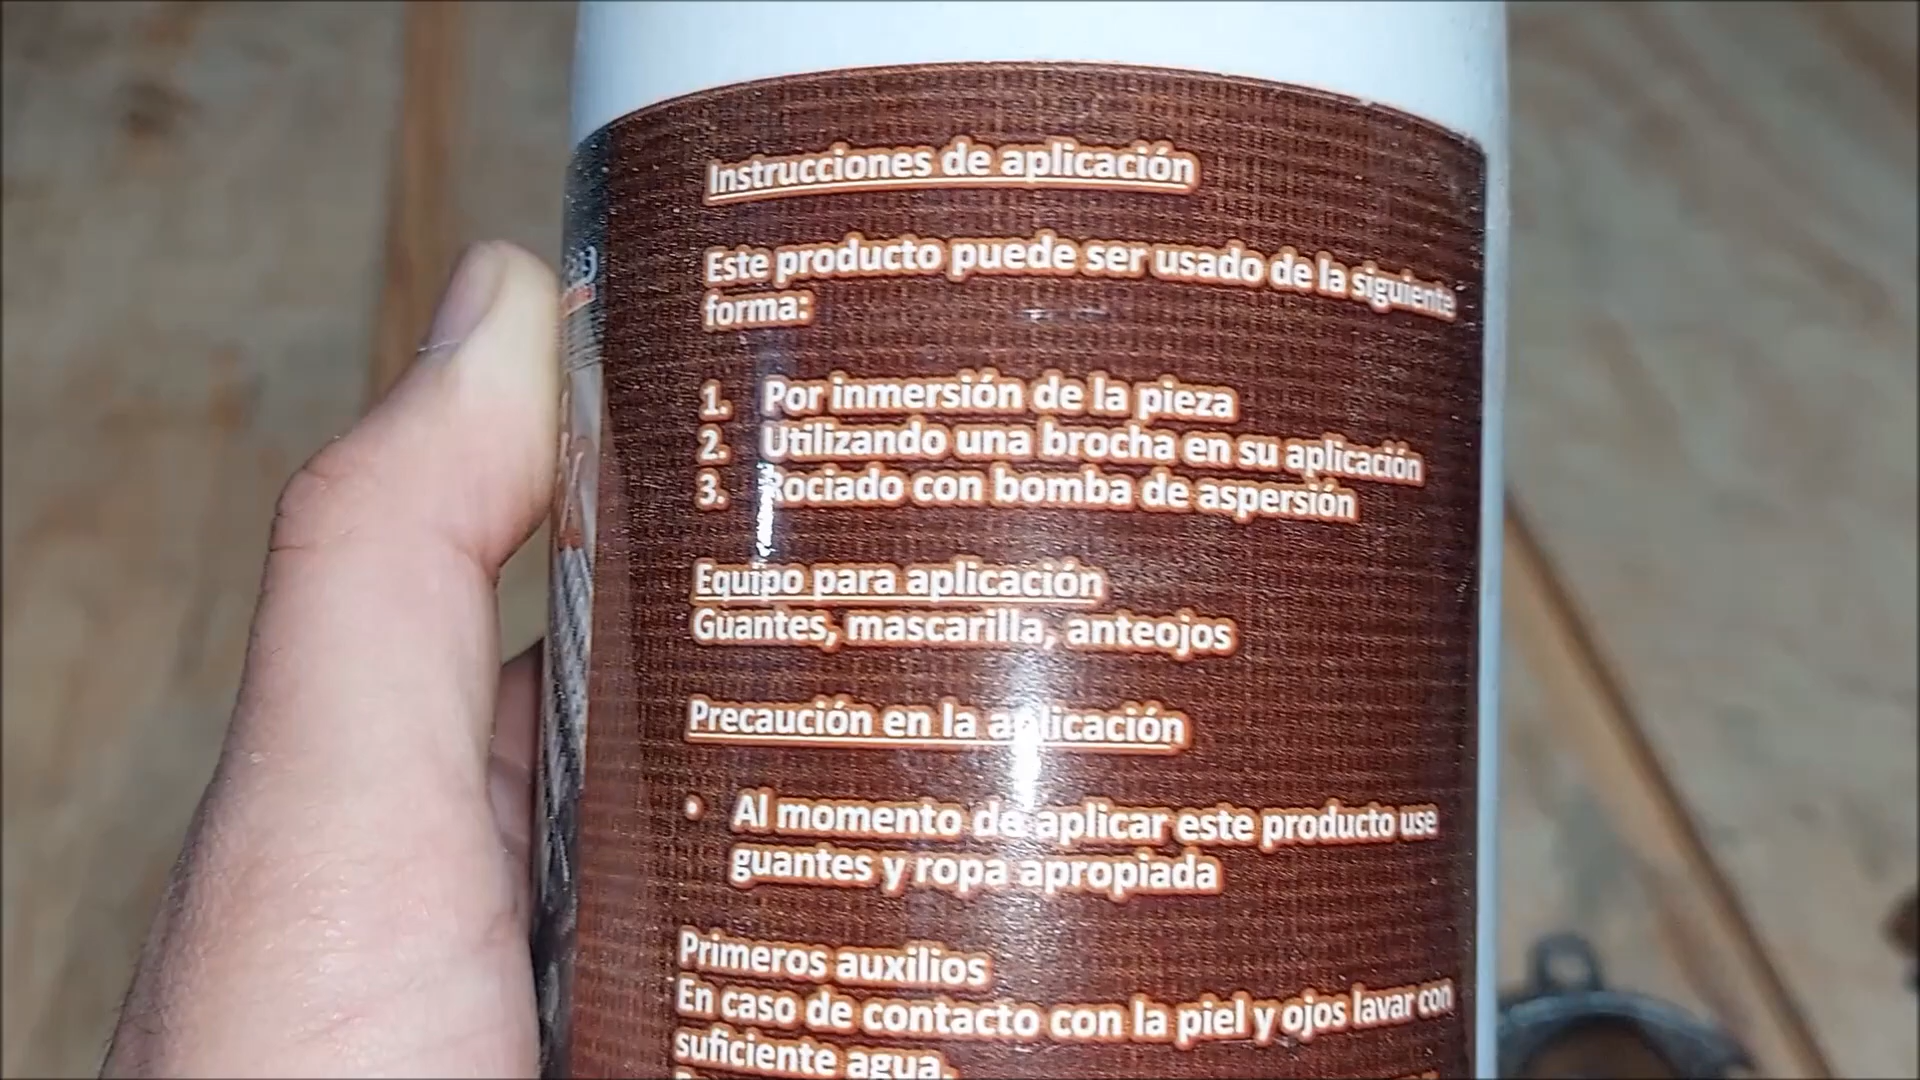 Instrucciones de aplicación
Este producto puede ser usado de la siguiente
forma:
1. Por inmersión de la pieza
2. Utilizando una brocha en su aplicación
3. Rociado con bomba de aspersión
Equipo para aplicación
Guantes, mascarilla, anteojos
Precaución en la aplicación
• Al momento de aplicar este producto use
guantes y ropa apropiada
Primeros auxilios
En caso de contacto con la piel y ojos lavar con
suficiente agua.